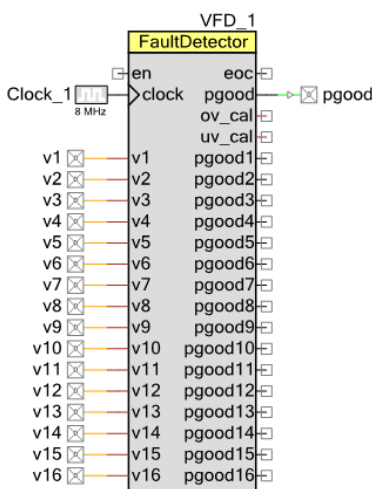 VFD_1
FaultDetector
en eoc
Clock_1 8 MHz clock pgood pgood
ov_cal
uv_cal
v1 v1 pgood1
v2 v2 pgood2
v3 v3 pgood3
v4 v4 pgood4
v5 v5 pgood5
v6 v6 pgood6
v7 v7 pgood7
v8 v8 pgood8
v9 v9 pgood9
v10 v10 pgood10
v11 v11 pgood11
v12 v12 pgood12
v13 v13 pgood13
v14 v14 pgood14
v15 v15 pgood15
v16 v16 pgood16